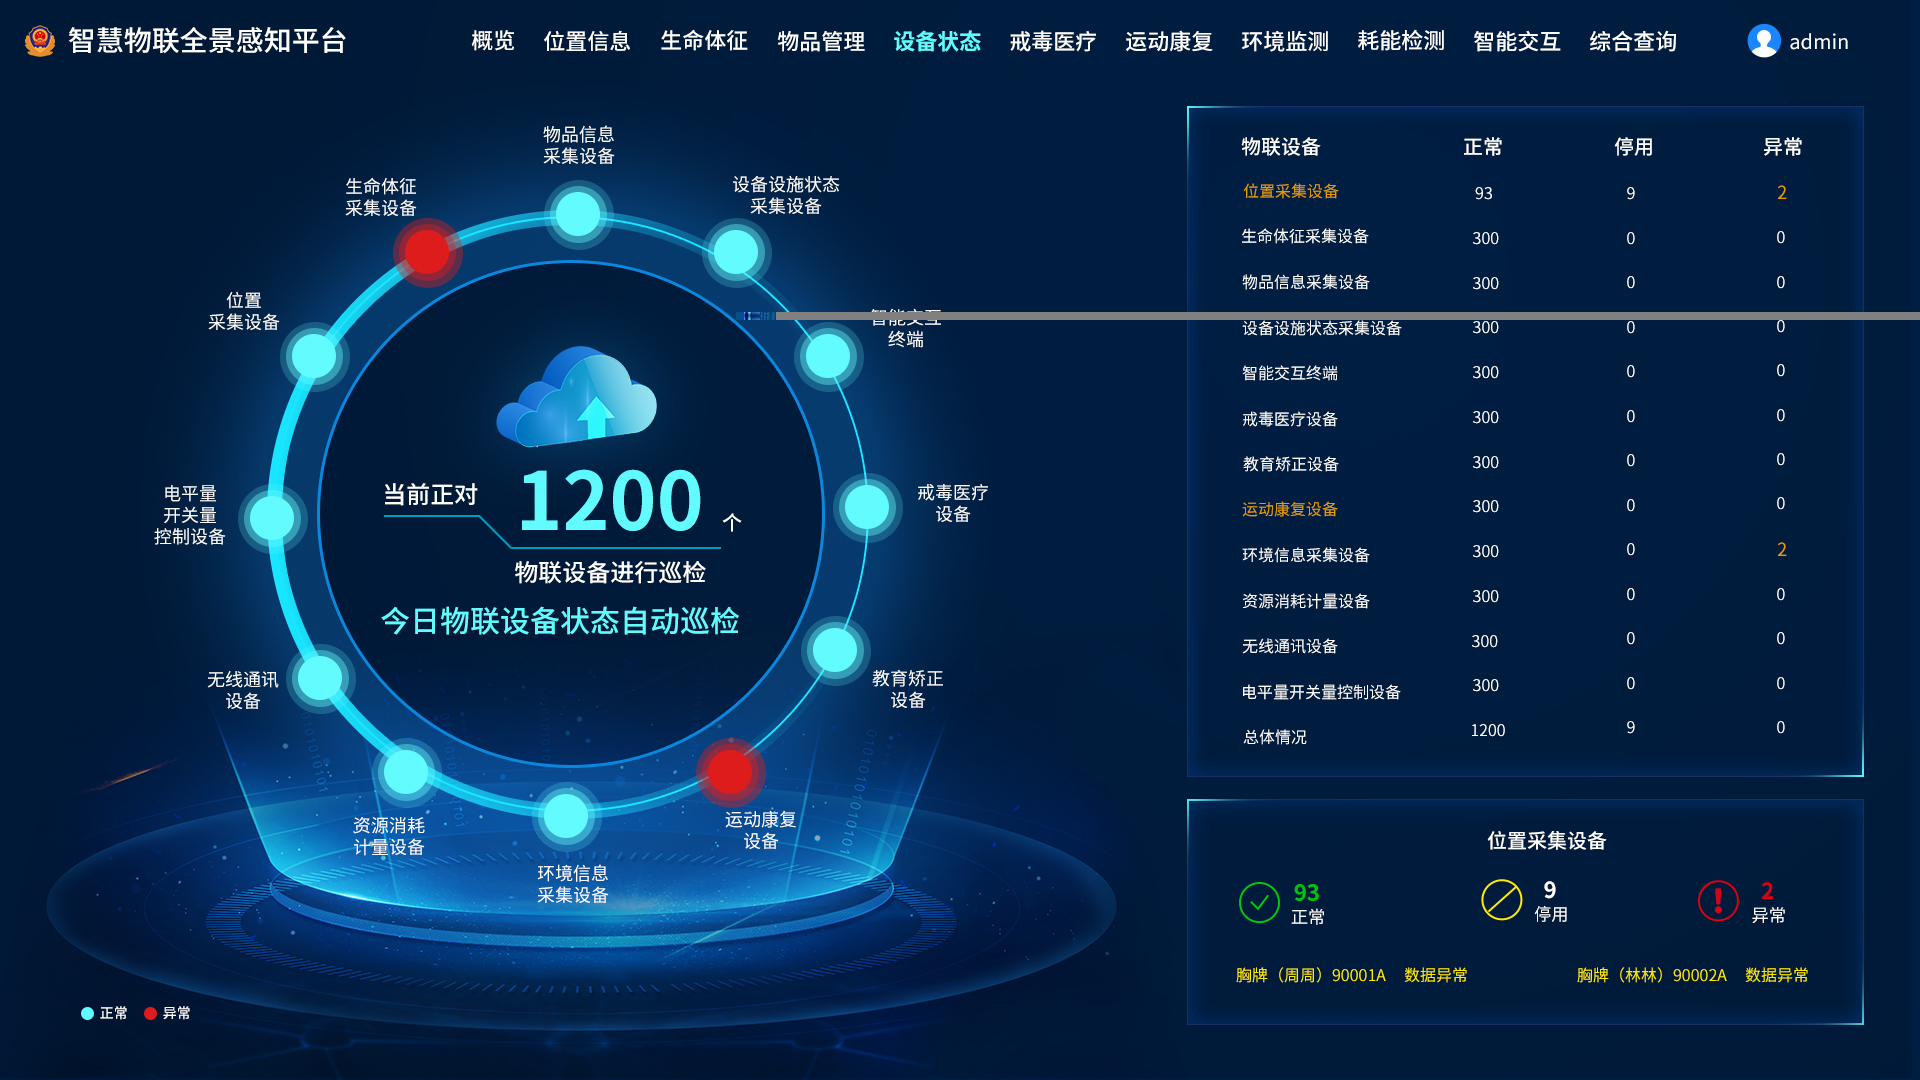 智慧物联全景感知平台
概览 位置信息 生命体征 物品管理 设备状态 戒毒医疗 运动康复 环境监测 耗能检测 智能交互 综合查询
admin
物品信息
采集设备
生命体征
采集设备
设备设施状态
采集设备
位置
采集设备
智能交互
终端
电平量
开关量
控制设备
戒毒医疗
设备
无线通讯
设备
教育矫正
设备
资源消耗
计量设备
运动康复
设备
环境信息
采集设备
当前正对 1200 个
物联设备进行巡检
今日物联设备状态自动巡检
正常 异常
物联设备 正常 停用 异常
位置采集设备 93 9 2
生命体征采集设备 300 0 0
物品信息采集设备 300 0 0
设备设施状态采集设备 300 0 0
智能交互终端 300 0 0
戒毒医疗设备 300 0 0
教育矫正设备 300 0 0
运动康复设备 300 0 0
环境信息采集设备 300 0 2
资源消耗计量设备 300 0 0
无线通讯设备 300 0 0
电平量开关量控制设备 300 0 0
总体情况 1200 9 0
位置采集设备
93 正常
9 停用
2 异常
胸牌（周周）90001A 数据异常
胸牌（林林）90002A 数据异常